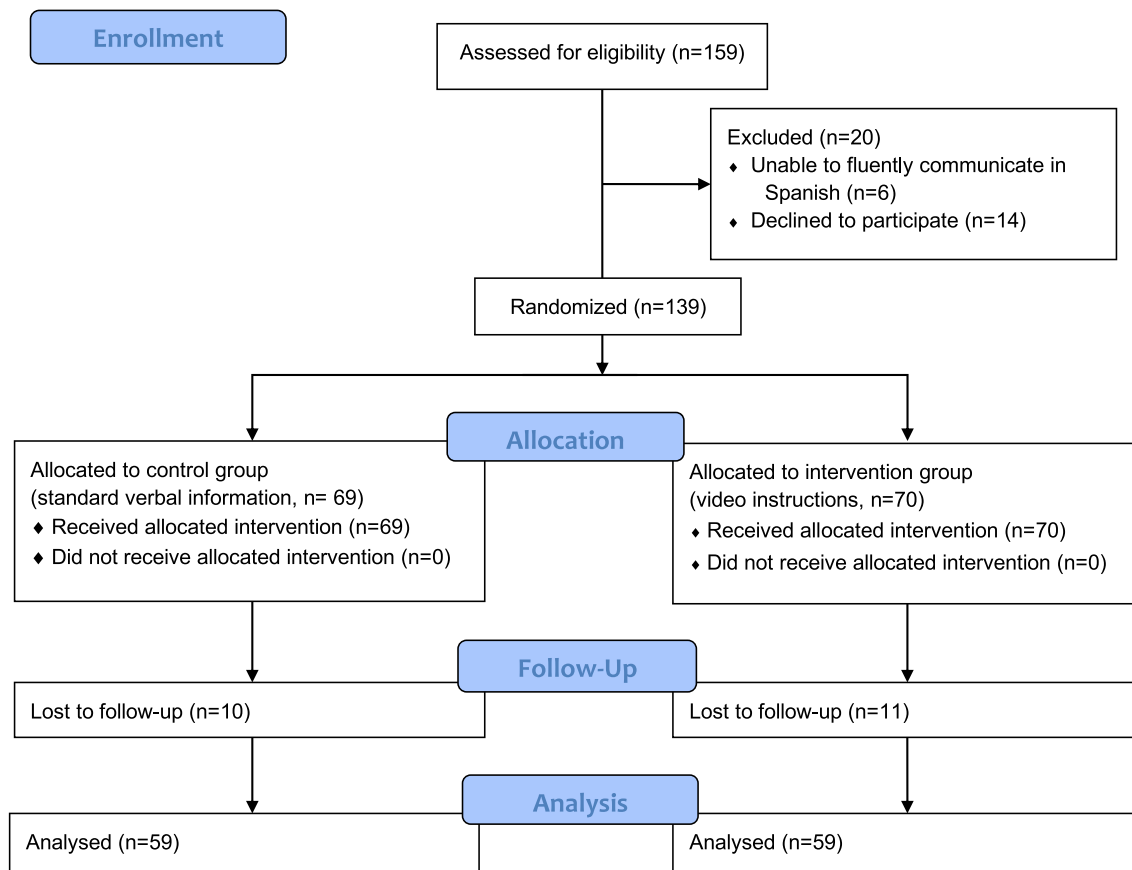 Enrollment
Assessed for eligibility (n=159)
Excluded (n=20)
♦ Unable to fluently communicate in
Spanish (n=6)
♦ Declined to participate (n=14)
Randomized (n=139)
Allocation
Allocated to control group
(standard verbal information, n= 69)
♦ Received allocated intervention (n=69)
♦ Did not receive allocated intervention (n=0)
Allocated to intervention group
(video instructions, n=70)
♦ Received allocated intervention (n=70)
♦ Did not receive allocated intervention (n=0)
Follow-Up
Lost to follow-up (n=10)
Lost to follow-up (n=11)
Analysis
Analysed (n=59)
Analysed (n=59)